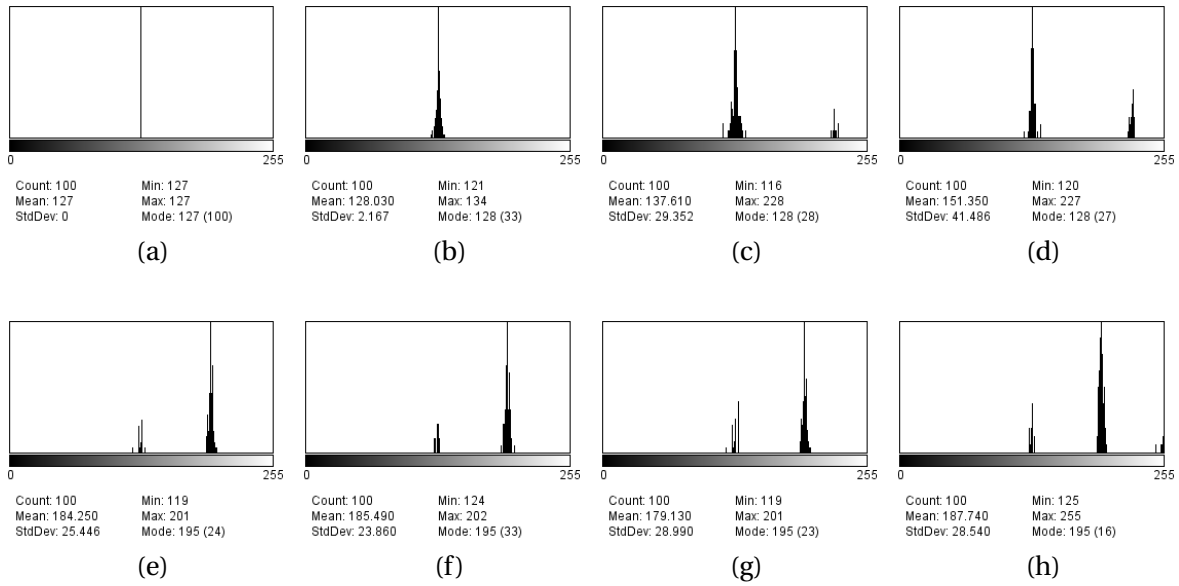 0 255
Count: 100 Min: 127
Mean: 127 Max: 127
StdDev: 0 Mode: 127 (100)
(a)
0 255
Count: 100 Min: 121
Mean: 128.030 Max: 134
StdDev: 2.167 Mode: 128 (33)
(b)
0 255
Count: 100 Min: 116
Mean: 137.610 Max: 228
StdDev: 29.352 Mode: 128 (28)
(c)
0 255
Count: 100 Min: 120
Mean: 151.350 Max: 227
StdDev: 41.486 Mode: 128 (27)
(d)
0 255
Count: 100 Min: 119
Mean: 184.250 Max: 201
StdDev: 25.446 Mode: 195 (24)
(e)
0 255
Count: 100 Min: 124
Mean: 185.490 Max: 202
StdDev: 23.860 Mode: 195 (33)
(f)
0 255
Count: 100 Min: 119
Mean: 179.130 Max: 201
StdDev: 28.990 Mode: 195 (23)
(g)
0 255
Count: 100 Min: 125
Mean: 187.740 Max: 255
StdDev: 28.540 Mode: 195 (16)
(h)